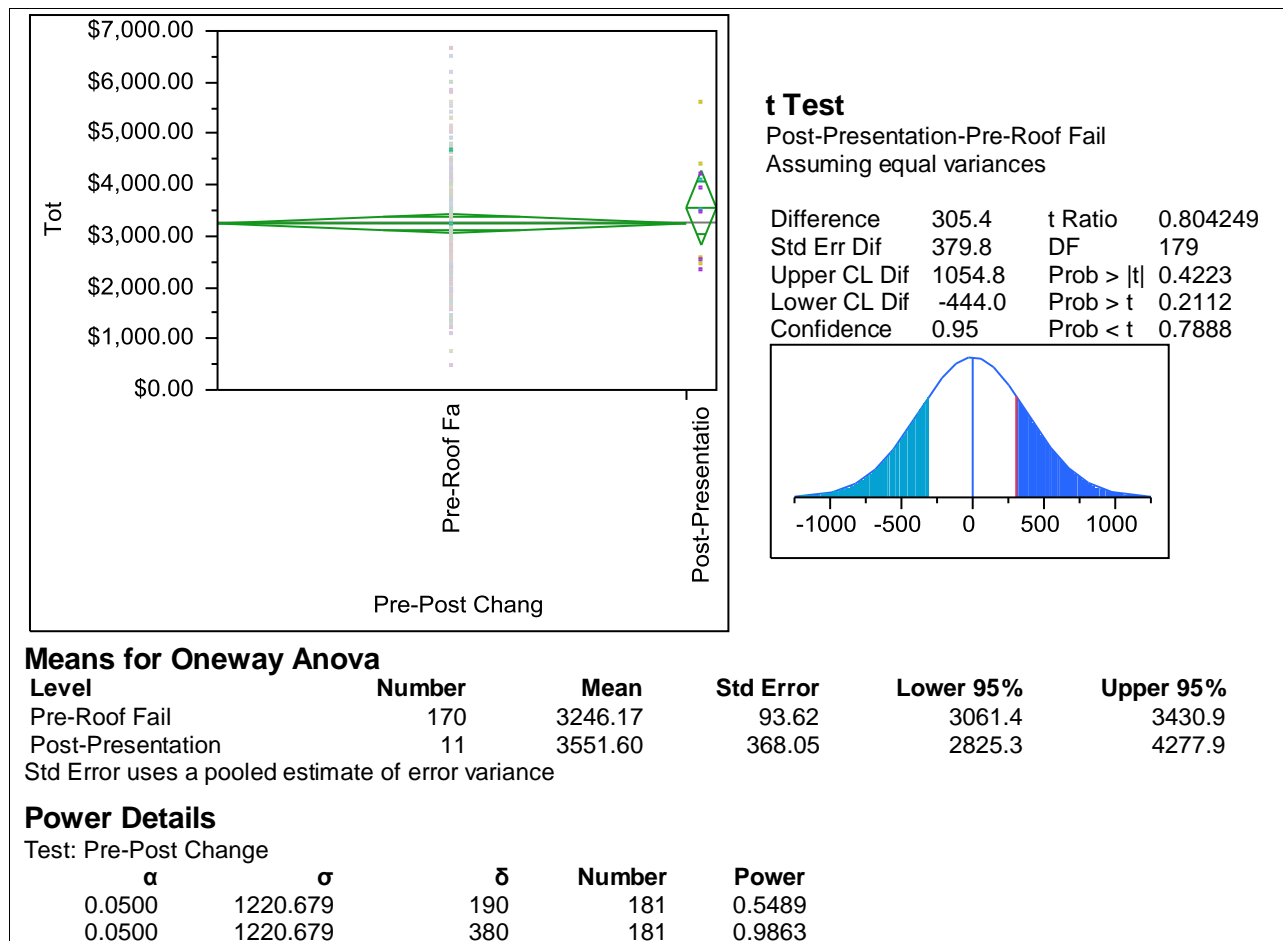 $7,000.00
$6,000.00
$5,000.00
$4,000.00
$3,000.00
$2,000.00
$1,000.00
$0.00
Tot
Pre-Roof Fa
Post-Presentatio
Pre-Post Chang
t Test
Post-Presentation-Pre-Roof Fail
Assuming equal variances
Difference 305.4 t Ratio 0.804249
Std Err Dif 379.8 DF 179
Upper CL Dif 1054.8 Prob > |t| 0.4223
Lower CL Dif -444.0 Prob > t 0.2112
Confidence 0.95 Prob < t 0.7888
-1000 -500 0 500 1000
Means for Oneway Anova
Level Number Mean Std Error Lower 95% Upper 95%
Pre-Roof Fail 170 3246.17 93.62 3061.4 3430.9
Post-Presentation 11 3551.60 368.05 2825.3 4277.9
Std Error uses a pooled estimate of error variance
Power Details
Test: Pre-Post Change
α σ δ Number Power
0.0500 1220.679 190 181 0.5489
0.0500 1220.679 380 181 0.9863